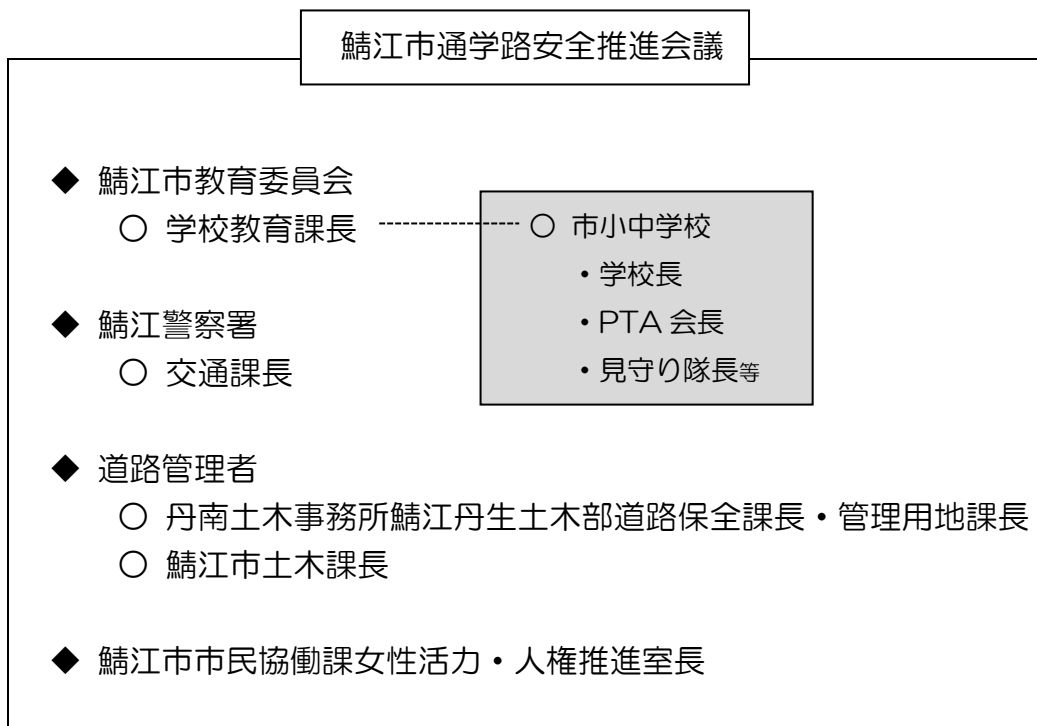 鯖江市通学路安全推進会議
◆ 鯖江市教育委員会
○ 学校教育課長
○ 市小中学校
・学校長
・PTA 会長
・見守り隊長等
◆ 鯖江警察署
○ 交通課長
◆ 道路管理者
○ 丹南土木事務所鯖江丹生土木部道路保全課長・管理用地課長
○ 鯖江市土木課長
◆ 鯖江市市民協働課女性活力・人権推進室長